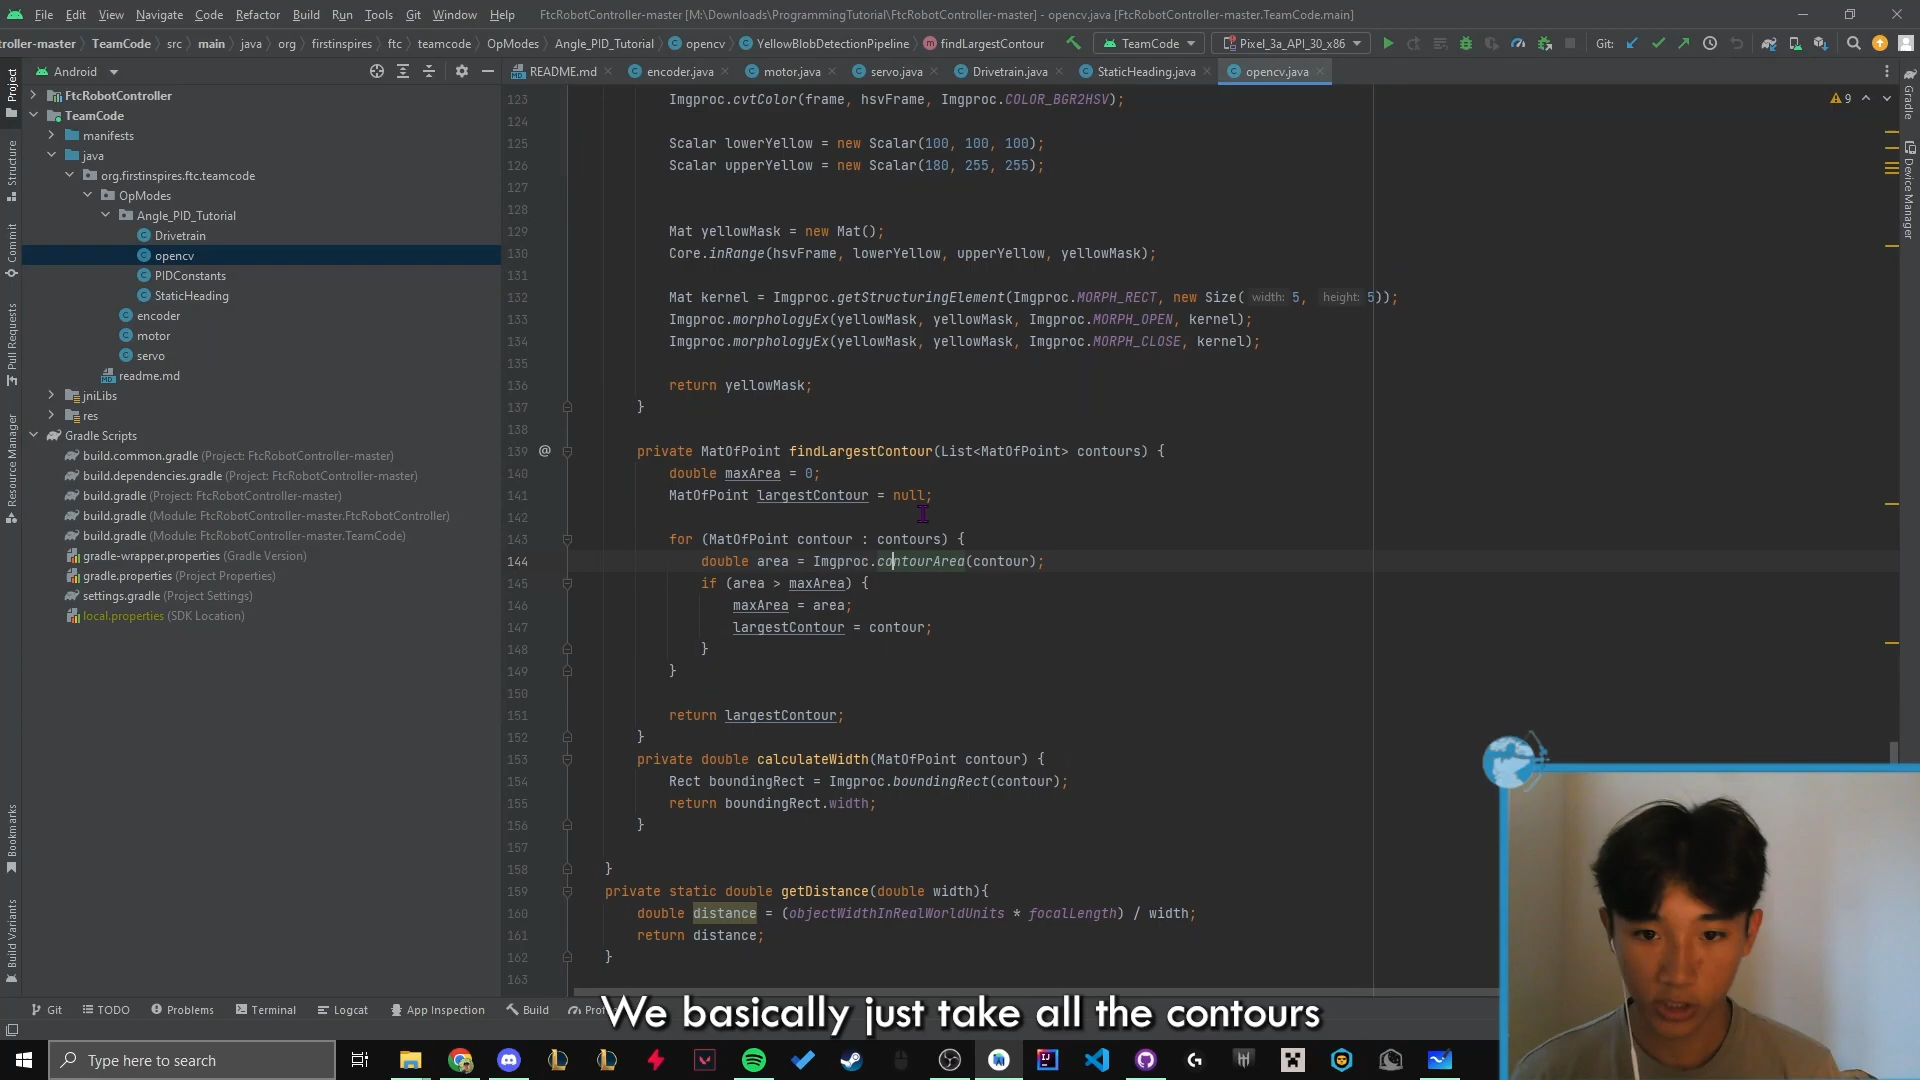 File Edit View Navigate Code Refactor Build Run Tools Git Window Help FtcRobotController-master [M:\Downloads\ProgrammingTutorial\FtcRobotController-master] - opencv.java [FtcRobotController-master.TeamCode.main]
roller-master TeamCode src main java org firstinspires ftc teamcode OpModes Angle_PID_Tutorial opencv YellowBlobDetectionPipeline findLargestContour TeamCode Pixel_3a_API_30_x86 Git:
Android README.md encoder.java motor.java servo.java Drivetrain.java StaticHeading.java opencv.java
Project
Structure
Commit
Pull Requests
Resource Manager
Bookmarks
Build Variants
FtcRobotController
TeamCode
manifests
java
org.firstinspires.ftc.teamcode
OpModes
Angle_PID_Tutorial
Drivetrain
opencv
PIDConstants
StaticHeading
encoder
motor
servo
readme.md
jniLibs
res
Gradle Scripts
build.common.gradle (Project: FtcRobotController-master)
build.dependencies.gradle (Project: FtcRobotController-master)
build.gradle (Project: FtcRobotController-master)
build.gradle (Module: FtcRobotController-master.FtcRobotController)
build.gradle (Module: FtcRobotController-master.TeamCode)
gradle-wrapper.properties (Gradle Version)
gradle.properties (Project Properties)
settings.gradle (Project Settings)
local.properties (SDK Location)
123 Imgproc.cvtColor(frame, hsvFrame, Imgproc.COLOR_BGR2HSV);
124
125 Scalar lowerYellow = new Scalar(100, 100, 100);
126 Scalar upperYellow = new Scalar(180, 255, 255);
127
128
129 Mat yellowMask = new Mat();
130 Core.inRange(hsvFrame, lowerYellow, upperYellow, yellowMask);
131
132 Mat kernel = Imgproc.getStructuringElement(Imgproc.MORPH_RECT, new Size( width: 5, height: 5));
133 Imgproc.morphologyEx(yellowMask, yellowMask, Imgproc.MORPH_OPEN, kernel);
134 Imgproc.morphologyEx(yellowMask, yellowMask, Imgproc.MORPH_CLOSE, kernel);
135
136 return yellowMask;
137 }
138
139 @ private MatOfPoint findLargestContour(List<MatOfPoint> contours) {
140 double maxArea = 0;
141 MatOfPoint largestContour = null;
142
143 for (MatOfPoint contour : contours) {
144 double area = Imgproc.contourArea(contour);
145 if (area > maxArea) {
146 maxArea = area;
147 largestContour = contour;
148 }
149 }
150
151 return largestContour;
152 }
153 private double calculateWidth(MatOfPoint contour) {
154 Rect boundingRect = Imgproc.boundingRect(contour);
155 return boundingRect.width;
156 }
157
158 }
159 private static double getDistance(double width){
160 double distance = (objectWidthInRealWorldUnits * focalLength) / width;
161 return distance;
162 }
163
9
Gradle
Device Manager
Git TODO Problems Terminal Logcat App Inspection Build
We basically just take all the contours
Type here to search